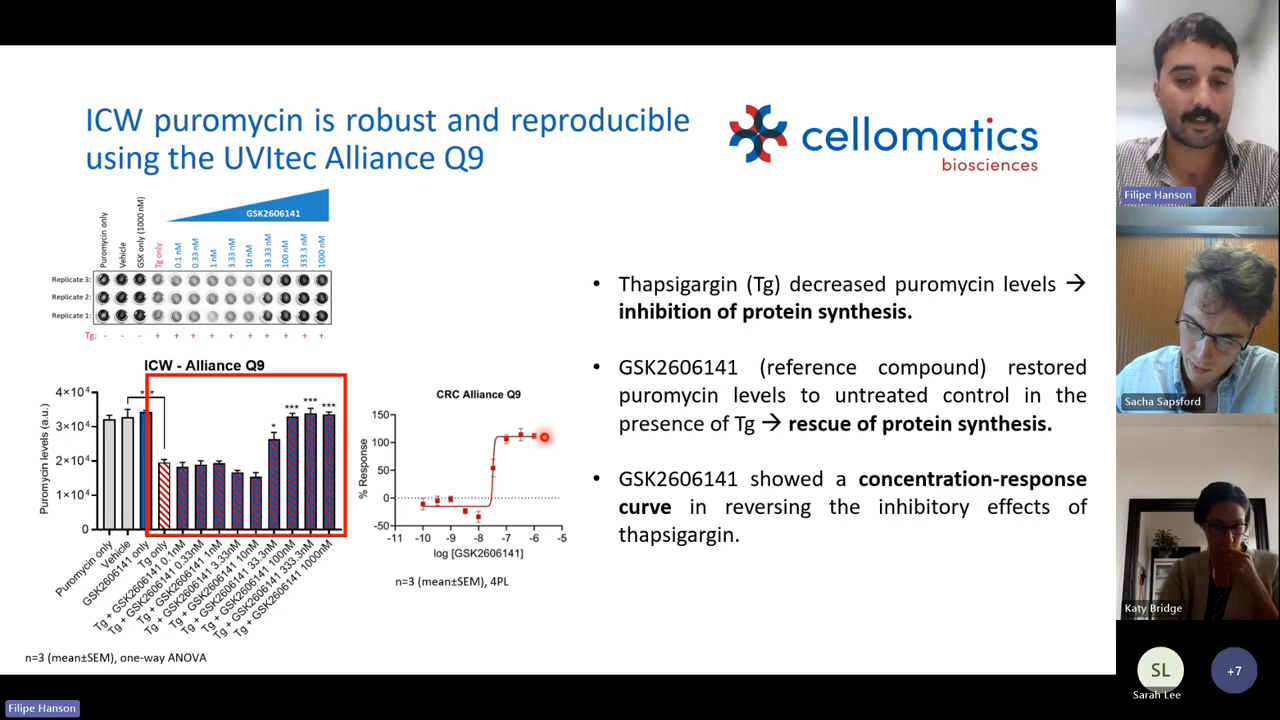 ICW puromycin is robust and reproducible
using the UVItec Alliance Q9
cellomatics
biosciences
Puromycin only
Vehicle
GSK only (1000 nM)
Tg only
0.1 nM
0.33 nM
1 nM
3.33 nM
10 nM
33.33 nM
100 nM
333.3 nM
1000 nM
GSK2606141
Replicate 3:
Replicate 2:
Replicate 1:
Tg: - - - + + + + + + + + + +
ICW - Alliance Q9
Puromycin levels (a.u.)
4×10⁴
3×10⁴
2×10⁴
1×10⁴
0
***
*
***
***
***
Puromycin only
Vehicle
GSK2606141 only
Tg only
Tg + GSK2606141 0.1nM
Tg + GSK2606141 0.33nM
Tg + GSK2606141 1nM
Tg + GSK2606141 3.33nM
Tg + GSK2606141 10nM
Tg + GSK2606141 33.3nM
Tg + GSK2606141 100nM
Tg + GSK2606141 333.3nM
Tg + GSK2606141 1000nM
n=3 (mean±SEM), one-way ANOVA
CRC Alliance Q9
% Response
150
100
50
0
-50
-11 -10 -9 -8 -7 -6 -5
log [GSK2606141]
n=3 (mean±SEM), 4PL
• Thapsigargin (Tg) decreased puromycin levels →
inhibition of protein synthesis.
• GSK2606141 (reference compound) restored
puromycin levels to untreated control in the
presence of Tg → rescue of protein synthesis.
• GSK2606141 showed a concentration-response
curve in reversing the inhibitory effects of
thapsigargin.
Filipe Hanson
Sacha Sapsford
Katy Bridge
SL
Sarah Lee
+7
Filipe Hanson